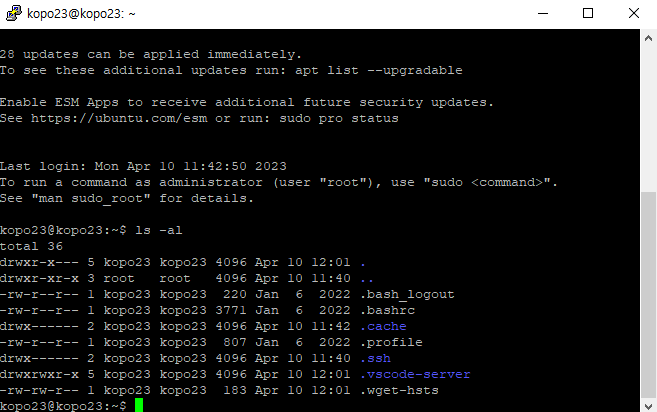 kopo23@kopo23: ~
28 updates can be applied immediately.
To see these additional updates run: apt list --upgradable
Enable ESM Apps to receive additional future security updates.
See https://ubuntu.com/esm or run: sudo pro status
Last login: Mon Apr 10 11:42:50 2023
To run a command as administrator (user "root"), use "sudo <command>".
See "man sudo_root" for details.
kopo23@kopo23:~$ ls -al
total 36
drwxr-x--- 5 kopo23 kopo23 4096 Apr 10 12:01 .
drwxr-xr-x 3 root   root   4096 Apr 10 11:40 ..
-rw-r--r-- 1 kopo23 kopo23  220 Jan  6  2022 .bash_logout
-rw-r--r-- 1 kopo23 kopo23 3771 Jan  6  2022 .bashrc
drwx------ 2 kopo23 kopo23 4096 Apr 10 11:42 .cache
-rw-r--r-- 1 kopo23 kopo23  807 Jan  6  2022 .profile
drwx------ 2 kopo23 kopo23 4096 Apr 10 11:40 .ssh
drwxrwxr-x 5 kopo23 kopo23 4096 Apr 10 12:01 .vscode-server
-rw-rw-r-- 1 kopo23 kopo23  183 Apr 10 12:01 .wget-hsts
kopo23@kopo23:~$